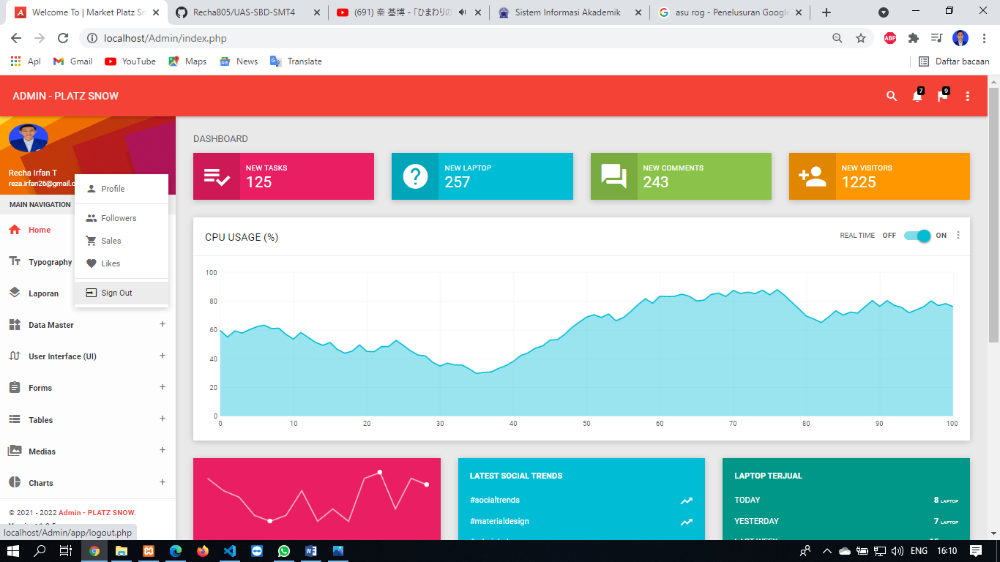 Welcome To | Market Platz Sn
Recha805/UAS-SBD-SMT4
(691) 秦 基博 - 「ひまわりの
Sistem Informasi Akademik
asu rog - Penelusuran Google
localhost/Admin/index.php
ABP
Apl
Gmail
YouTube
Maps
News
Translate
Daftar bacaan
ADMIN - PLATZ SNOW
7
9
Recha Irfan T
reza.irfan26@gmail.c
MAIN NAVIGATION
Home
Typography
Laporan
Data Master +
User Interface (UI) +
Forms +
Tables +
Medias +
Charts +
© 2021 - 2022 Admin - PLATZ SNOW.
Profile
Followers
Sales
Likes
Sign Out
DASHBOARD
NEW TASKS
125
NEW LAPTOP
257
NEW COMMENTS
243
NEW VISITORS
1225
CPU USAGE (%)
REAL TIME OFF ON
100
80
60
40
20
0
0 10 20 30 40 50 60 70 80 90 100
LATEST SOCIAL TRENDS
#socialtrends
#materialdesign
LAPTOP TERJUAL
TODAY 8 LAPTOP
YESTERDAY 7 LAPTOP
LAST WEEK
localhost/Admin/app/logout.php
ENG 16:10